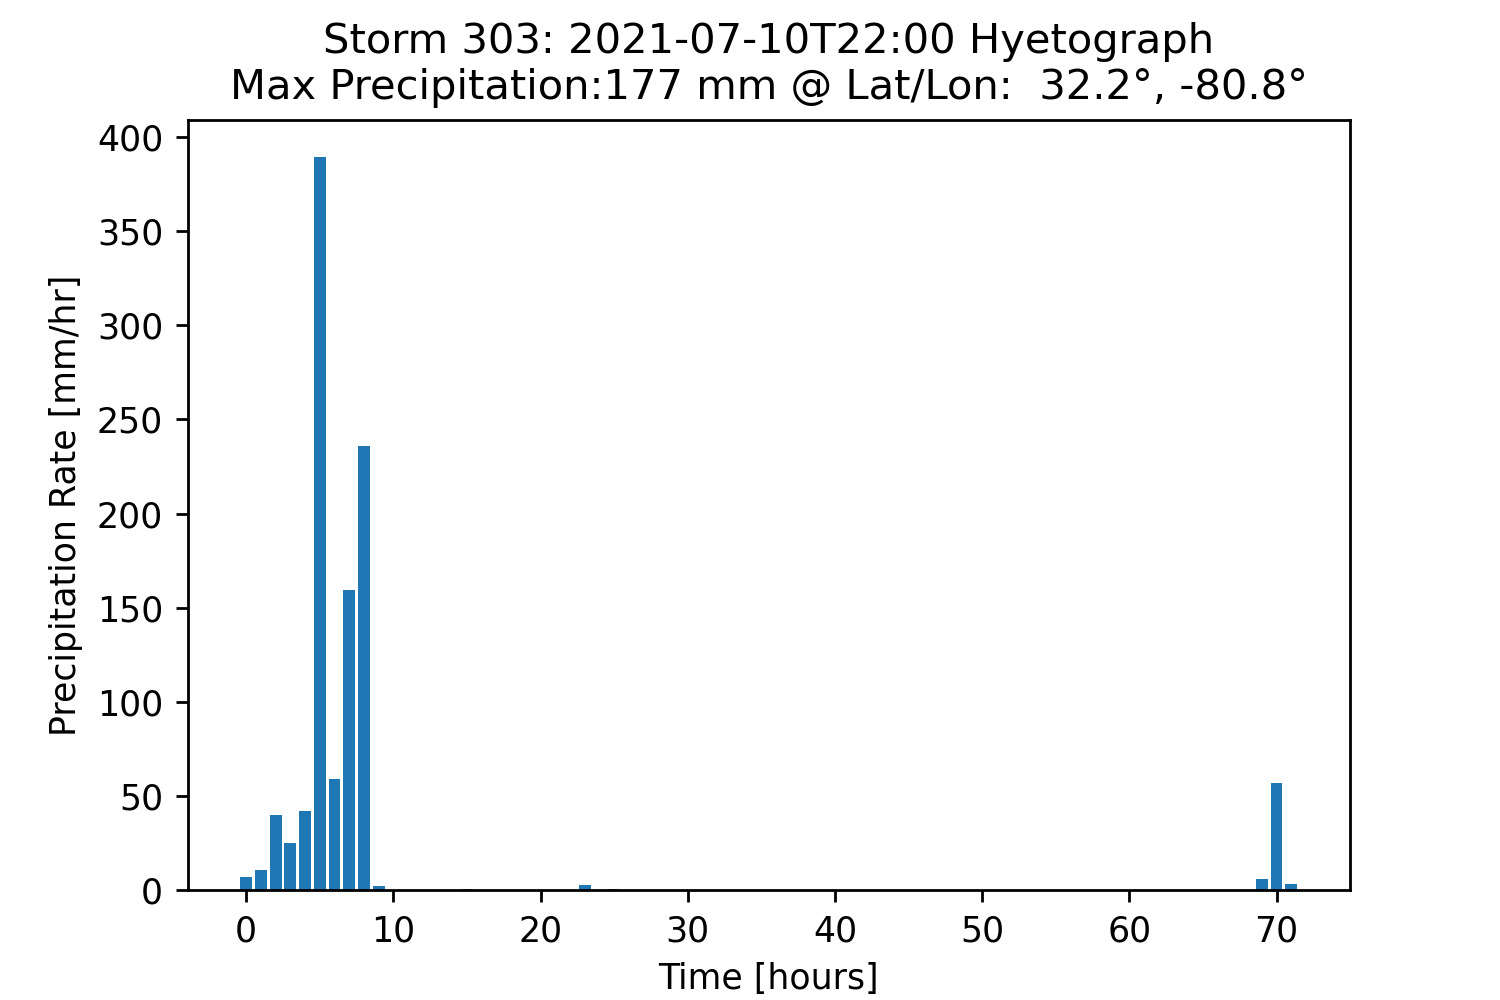 Storm 303: 2021-07-10T22:00 Hyetograph
Max Precipitation:177 mm @ Lat/Lon:  32.2°, -80.8°
Precipitation Rate [mm/hr]
400
350
300
250
200
150
100
50
0
0 10 20 30 40 50 60 70
Time [hours]